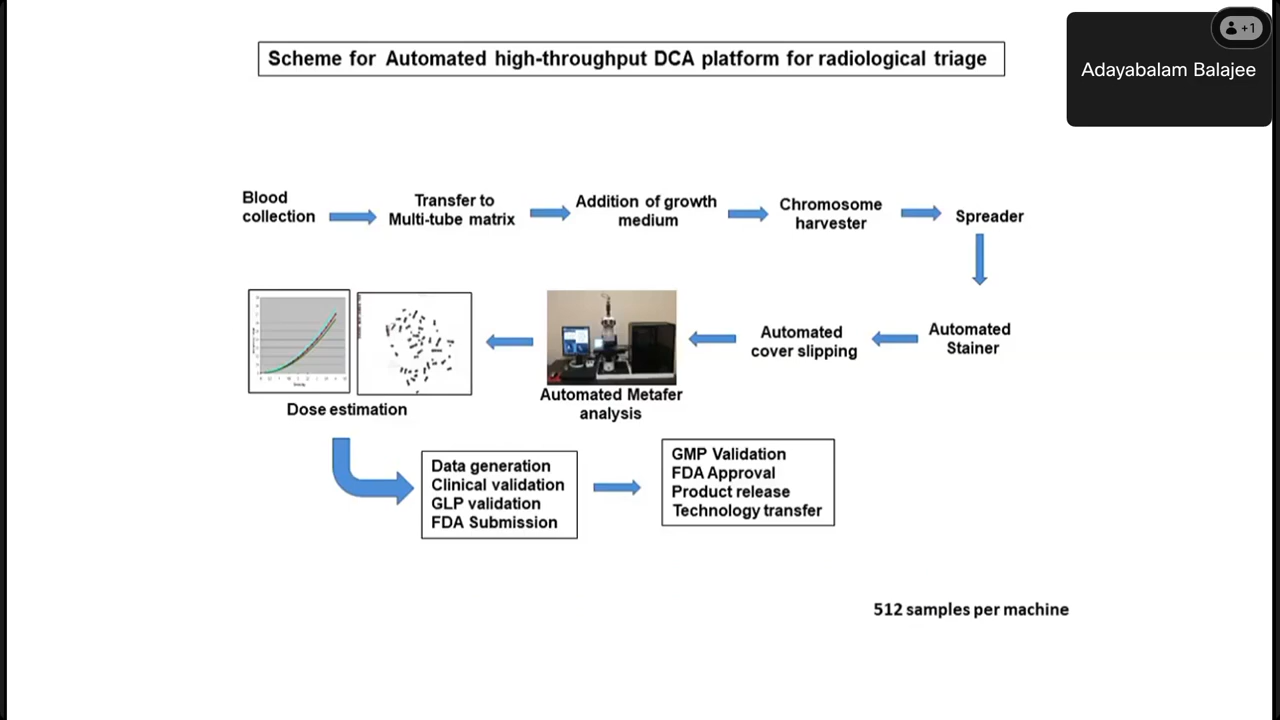 Scheme for Automated high-throughput DCA platform for radiological triage
+1
Adayabalam Balajee
Blood
collection
Transfer to
Multi-tube matrix
Addition of growth
medium
Chromosome
harvester
Spreader
Automated
Stainer
Automated
cover slipping
Automated Metafer
analysis
Dose estimation
Data generation
Clinical validation
GLP validation
FDA Submission
GMP Validation
FDA Approval
Product release
Technology transfer
512 samples per machine